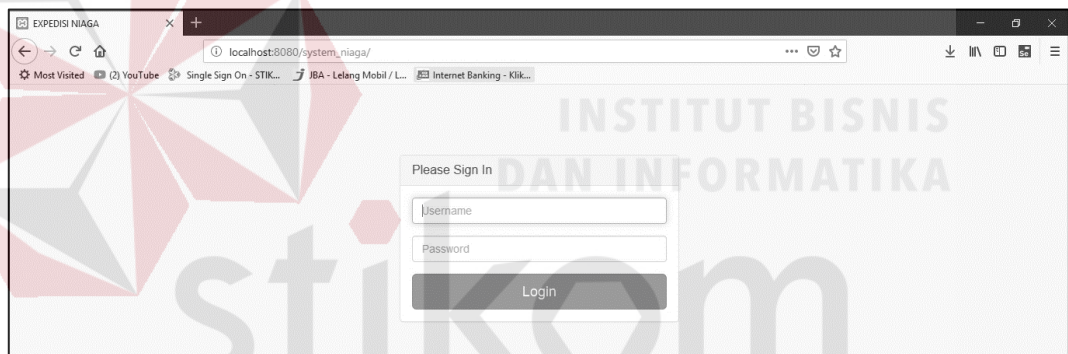 EXPEDISI NIAGA
localhost:8080/system_niaga/
Most Visited (2) YouTube Single Sign On - STIK... JBA - Lelang Mobil / L... Internet Banking - Klik...
INSTITUT BISNIS
DAN INFORMATIKA
stikom
Please Sign In
Username
Password
Login